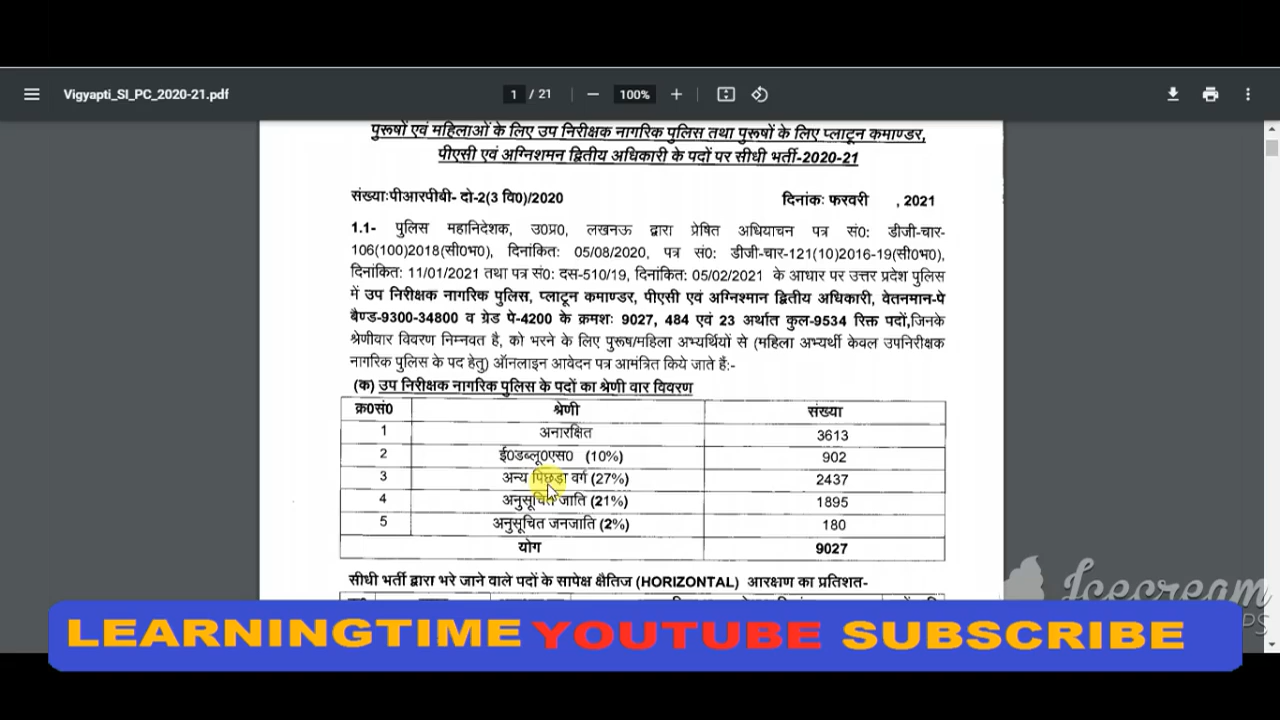 Vigyapti_SI_PC_2020-21.pdf
1 / 21
100%
पुरूषों एवं महिलाओं के लिए उप निरीक्षक नागरिक पुलिस तथा पुरूषों के लिए प्लाटून कमाण्डर,
पीएसी एवं अग्निशमन द्वितीय अधिकारी के पदों पर सीधी भर्ती-2020-21
संख्याःपीआरपीबी- दो-2(3 वि0)/2020 दिनांकः फरवरी , 2021
1.1- पुलिस महानिदेशक, उ0प्र0, लखनऊ द्वारा प्रेषित अधियाचन पत्र सं0: डीजी-चार-
106(100)2018(सी0भ0), दिनांकित: 05/08/2020, पत्र सं0: डीजी-चार-121(10)2016-19(सी0भ0),
दिनांकित: 11/01/2021 तथा पत्र सं0: दस-510/19, दिनांकित: 05/02/2021 के आधार पर उत्तर प्रदेश पुलिस
में उप निरीक्षक नागरिक पुलिस, प्लाटून कमाण्डर, पीएसी एवं अग्निश्मान द्वितीय अधिकारी, वेतनमान-पे
बैण्ड-9300-34800 व ग्रेड पे-4200 के क्रमशः 9027, 484 एवं 23 अर्थात कुल-9534 रिक्त पदों,जिनके
श्रेणीवार विवरण निम्नवत है, को भरने के लिए पुरूष/महिला अभ्यर्थियों से (महिला अभ्यर्थी केवल उपनिरीक्षक
नागरिक पुलिस के पद हेतु) ऑनलाइन आवेदन पत्र आमंत्रित किये जाते हैं:-
(क) उप निरीक्षक नागरिक पुलिस के पदों का श्रेणी वार विवरण
क्र0सं0 श्रेणी संख्या
1 अनारक्षित 3613
2 ई0डब्लू0एस0 (10%) 902
3 अन्य पिछड़ा वर्ग (27%) 2437
4 अनुसूचित जाति (21%) 1895
5 अनुसूचित जनजाति (2%) 180
योग 9027
सीधी भर्ती द्वारा भरे जाने वाले पदों के सापेक्ष क्षैतिज (HORIZONTAL) आरक्षण का प्रतिशत-
Icecream
LEARNINGTIME YOUTUBE SUBSCRIBE